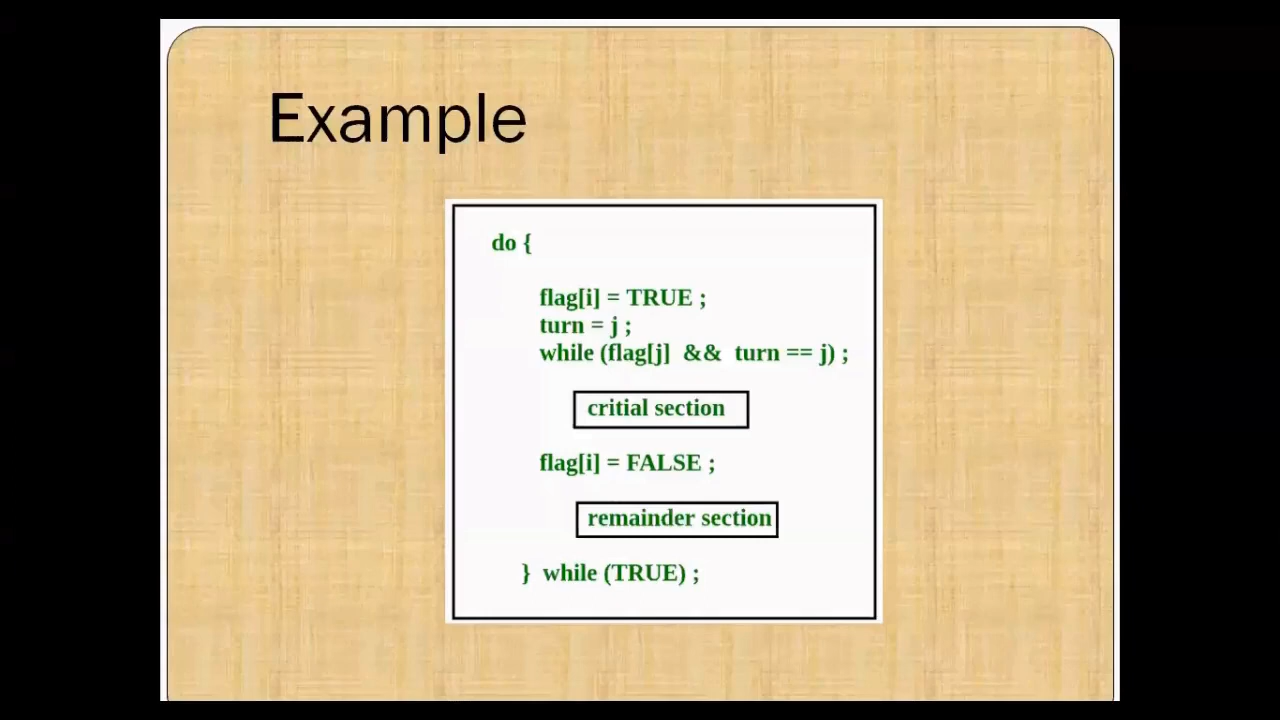 Example
do {
flag[i] = TRUE ;
turn = j ;
while (flag[j] && turn == j) ;
critial section
flag[i] = FALSE ;
remainder section
} while (TRUE) ;